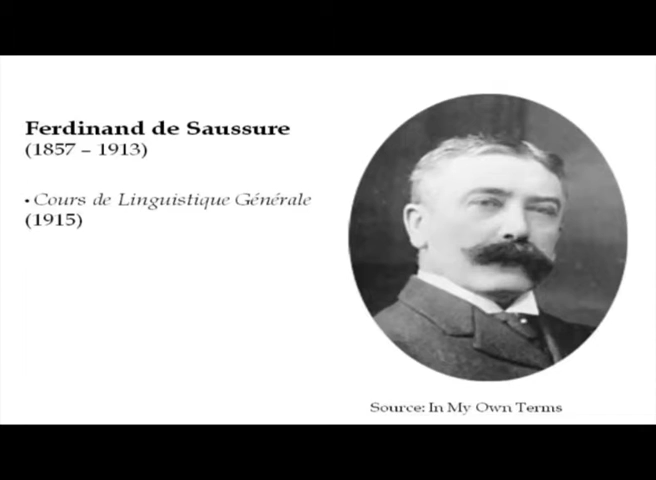 Ferdinand de Saussure
(1857 – 1913)
• Cours de Linguistique Générale
(1915)
Source: In My Own Terms